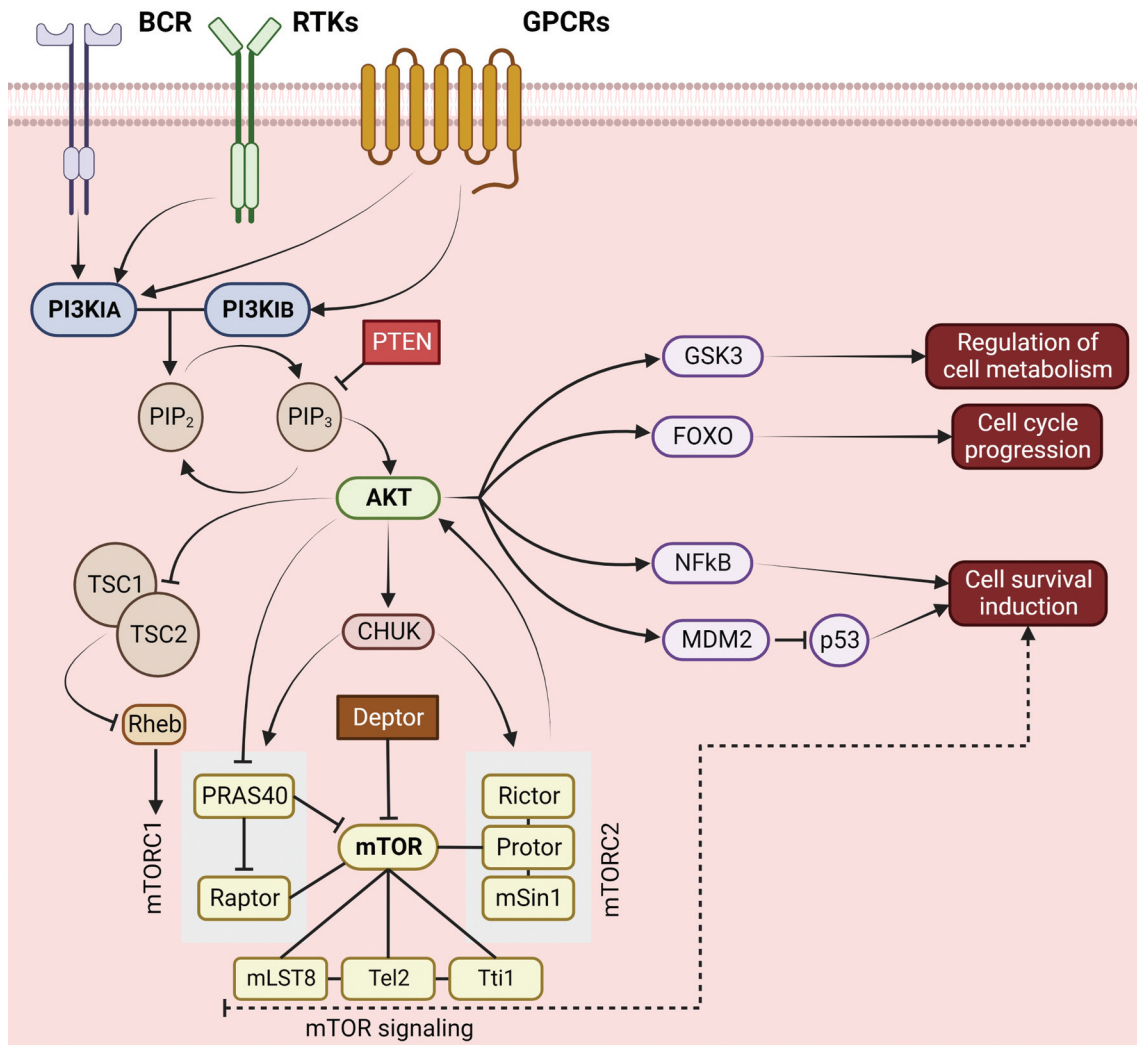 BCR
RTKs
GPCRs
PI3KIA
PI3KIB
PTEN
PIP2
PIP3
AKT
GSK3
Regulation of
cell metabolism
FOXO
Cell cycle
progression
NFkB
Cell survival
induction
MDM2
p53
TSC1
TSC2
CHUK
Rheb
Deptor
mTORC1
PRAS40
Raptor
mTOR
Rictor
Protor
mSin1
mTORC2
mLST8
Tel2
Tti1
mTOR signaling